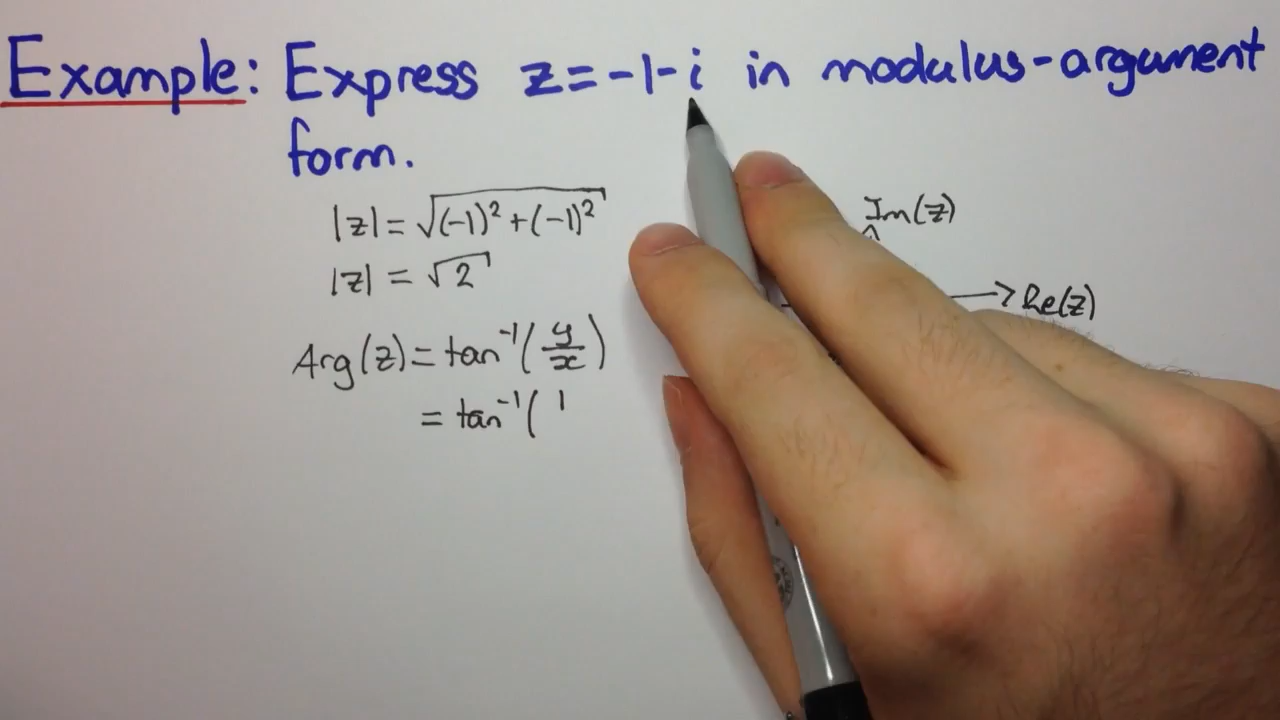 Example: Express z=-1-i in modulus-argument
form.
|z| = √((-1)²+(-1)²)
|z| = √2
Arg(z) = tan⁻¹(y/x)
= tan⁻¹( 1
Im(z)
Re(z)